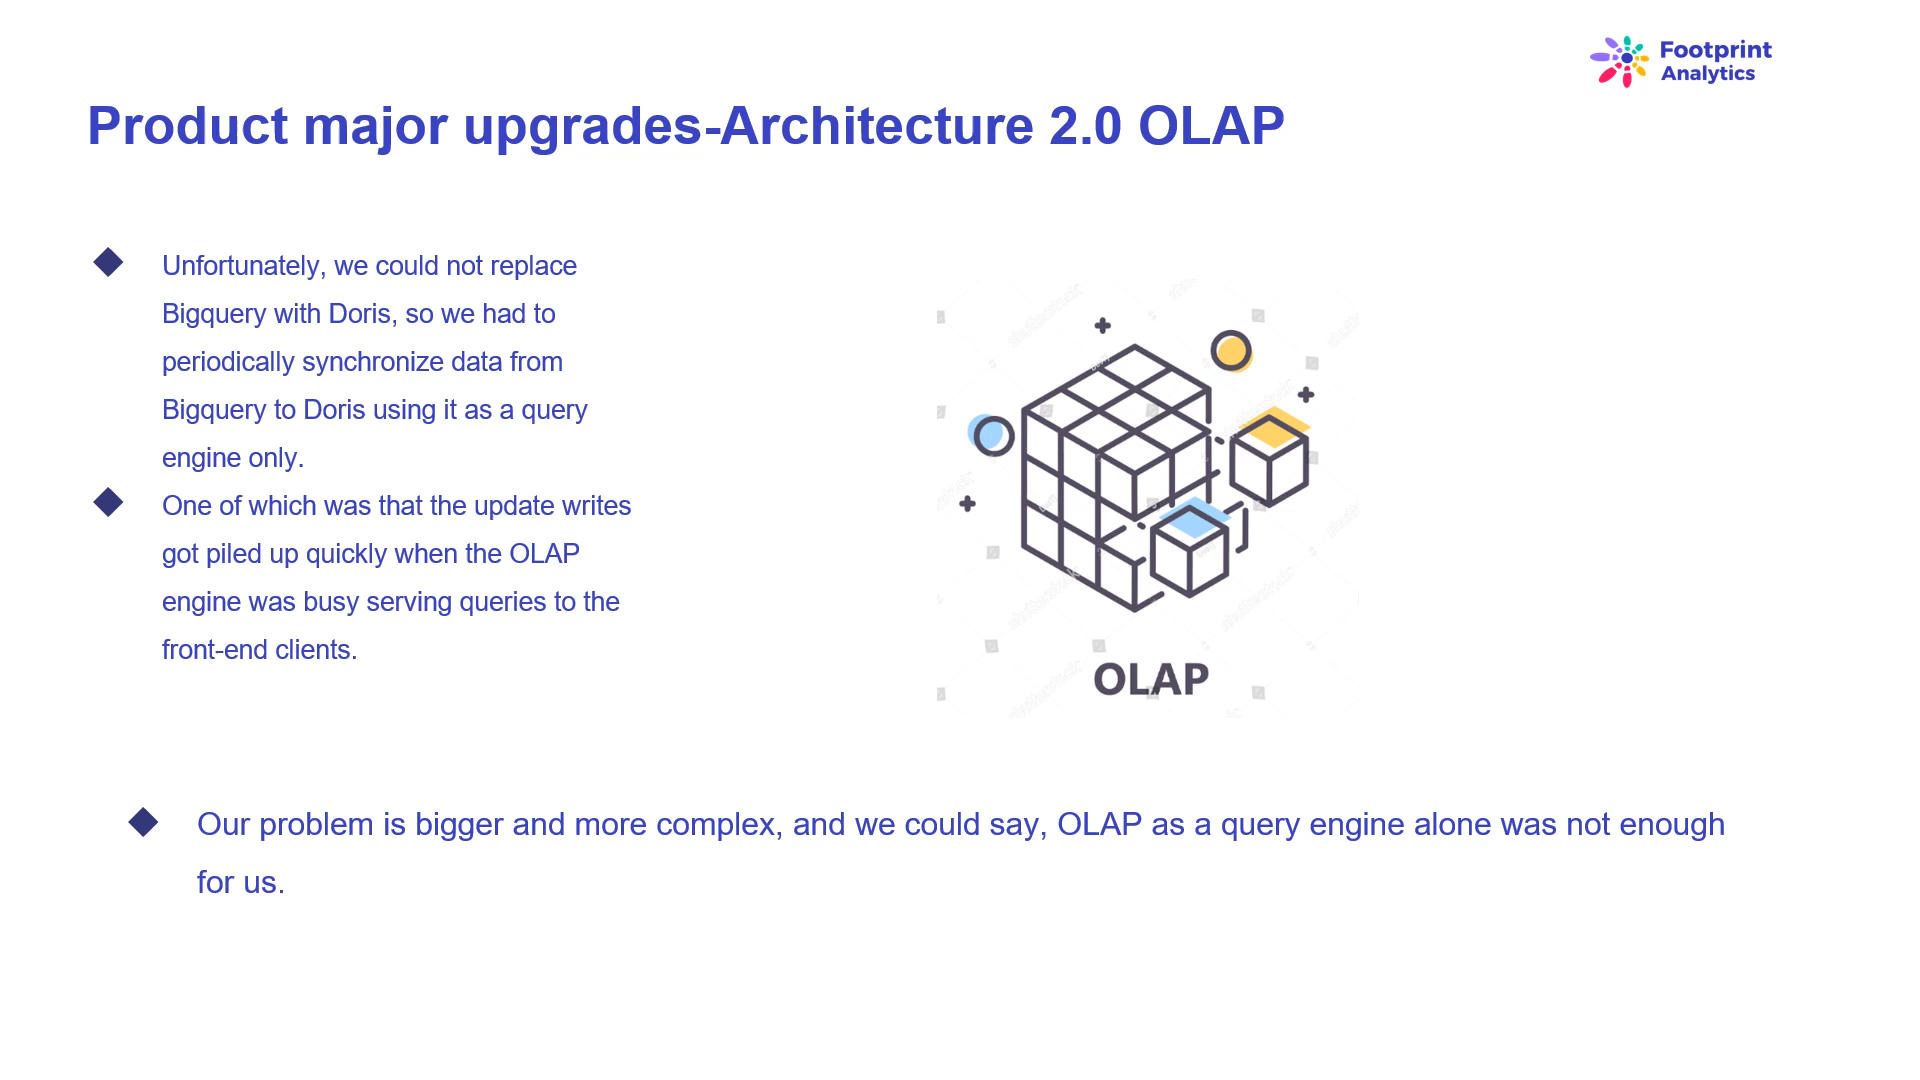 Footprint
Analytics
Product major upgrades-Architecture 2.0 OLAP
Unfortunately, we could not replace
Bigquery with Doris, so we had to
periodically synchronize data from
Bigquery to Doris using it as a query
engine only.
One of which was that the update writes
got piled up quickly when the OLAP
engine was busy serving queries to the
front-end clients.
OLAP
Our problem is bigger and more complex, and we could say, OLAP as a query engine alone was not enough
for us.